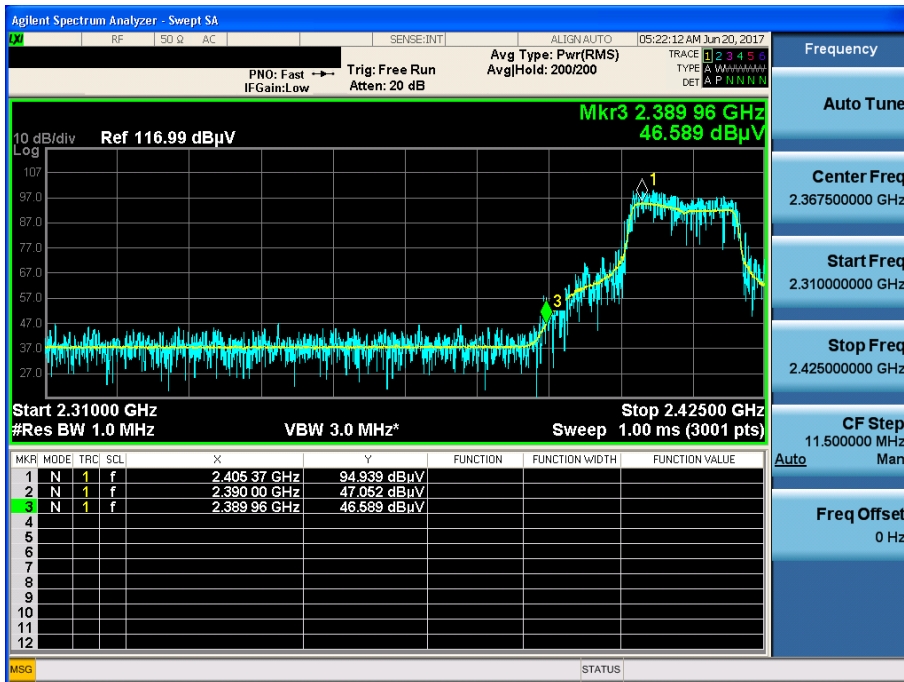 Agilent Spectrum Analyzer - Swept SA
LXI RF 50 Ω AC SENSE:INT ALIGN AUTO 05:22:12 AM Jun 20, 2017
Frequency
PNO: Fast
IFGain:Low
Trig: Free Run
Atten: 20 dB
Avg Type: Pwr(RMS)
Avg|Hold: 200/200
TRACE 1 2 3 4 5 6
TYPE A W W W W W
DET A P N N N N
Auto Tune
Mkr3 2.389 96 GHz
46.589 dBµV
10 dB/div Ref 116.99 dBµV
Log
107
97.0
87.0
77.0
67.0
57.0
47.0
37.0
27.0
1
3
Center Freq
2.367500000 GHz
Start Freq
2.310000000 GHz
Stop Freq
2.425000000 GHz
Start 2.31000 GHz Stop 2.42500 GHz
#Res BW 1.0 MHz VBW 3.0 MHz* Sweep 1.00 ms (3001 pts)
CF Step
11.500000 MHz
Auto Man
MKR MODE TRC SCL X Y FUNCTION FUNCTION WIDTH FUNCTION VALUE
1 N 1 f 2.405 37 GHz 94.939 dBµV
2 N 1 f 2.390 00 GHz 47.052 dBµV
3 N 1 f 2.389 96 GHz 46.589 dBµV
4
5
6
7
8
9
10
11
12
Freq Offset
0 Hz
MSG STATUS